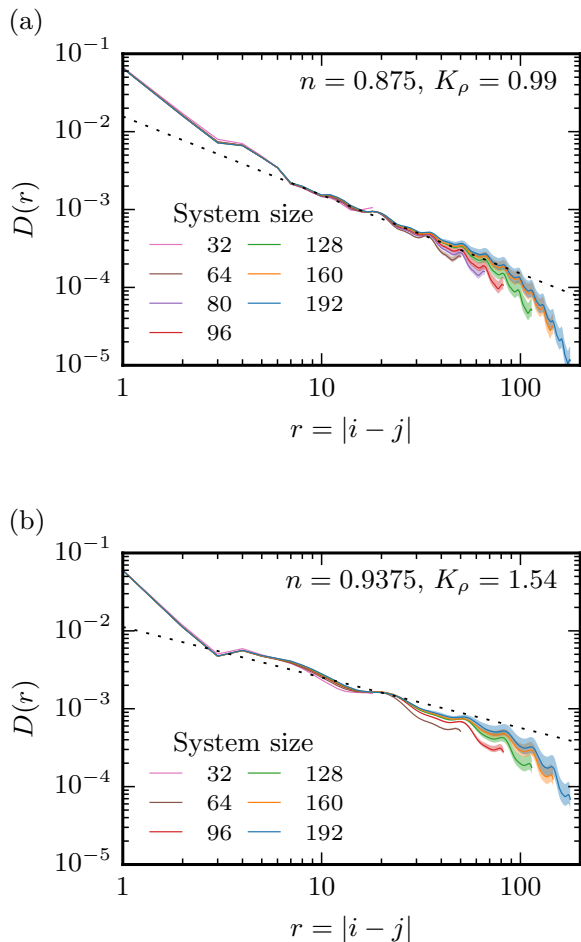 (a)
n = 0.875, K_ρ = 0.99
10^−1
10^−2
10^−3
10^−4
10^−5
D(r)
System size
32 128
64 160
80 192
96
1 10 100
r = |i − j|
(b)
n = 0.9375, K_ρ = 1.54
10^−1
10^−2
10^−3
10^−4
10^−5
D(r)
System size
32 128
64 160
96 192
1 10 100
r = |i − j|